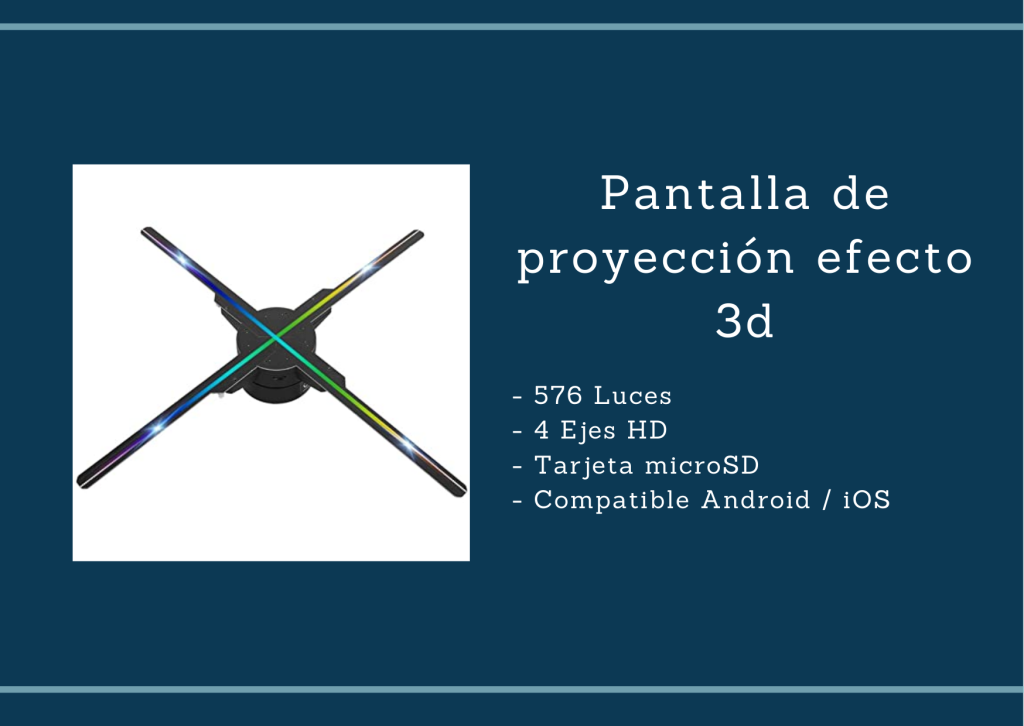 Pantalla de
proyección efecto
3d
- 576 Luces
- 4 Ejes HD
- Tarjeta microSD
- Compatible Android / iOS